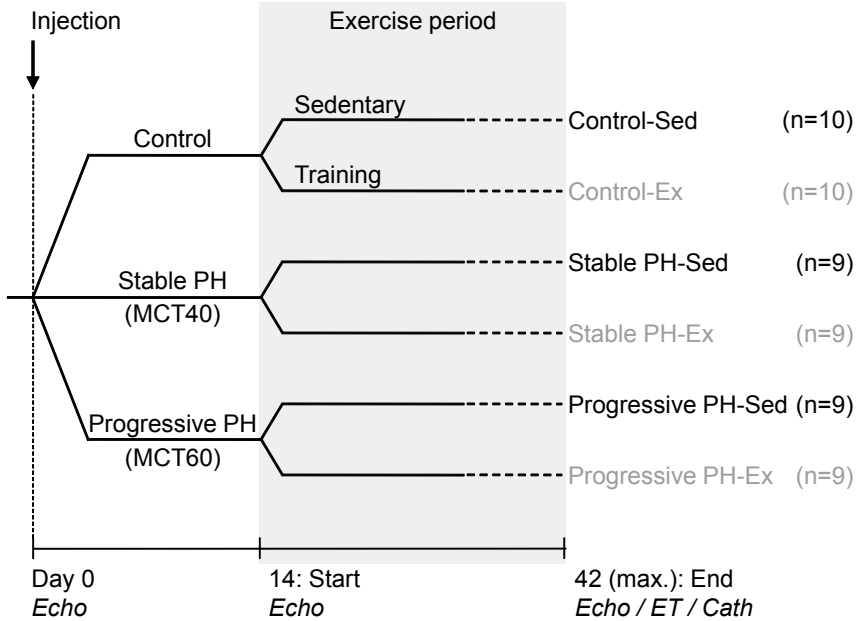 Injection
Exercise period
Sedentary
Control
Control-Sed (n=10)
Training
Control-Ex (n=10)
Stable PH
(MCT40)
Stable PH-Sed (n=9)
Stable PH-Ex (n=9)
Progressive PH
(MCT60)
Progressive PH-Sed (n=9)
Progressive PH-Ex (n=9)
Day 0
Echo
14: Start
Echo
42 (max.): End
Echo / ET / Cath